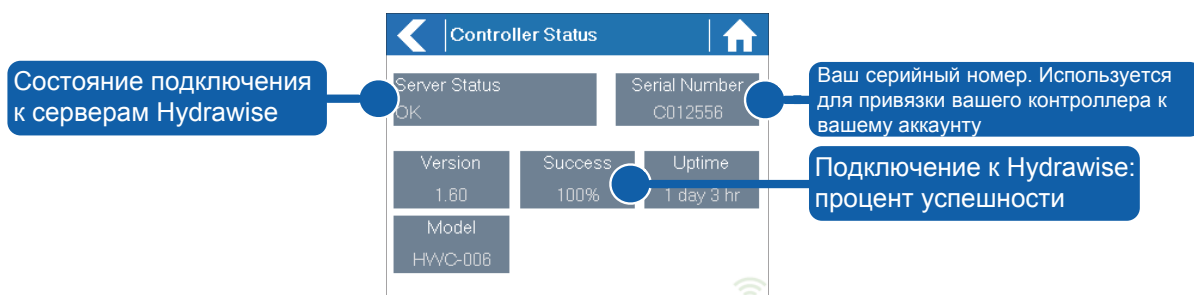 Controller Status
Состояние подключения
к серверам Hydrawise
Server Status
OK
Serial Number
C012556
Ваш серийный номер. Используется
для привязки вашего контроллера к
вашему аккаунту
Version
1.60
Success
100%
Uptime
1 day 3 hr
Подключение к Hydrawise:
процент успешности
Model
HWC-006